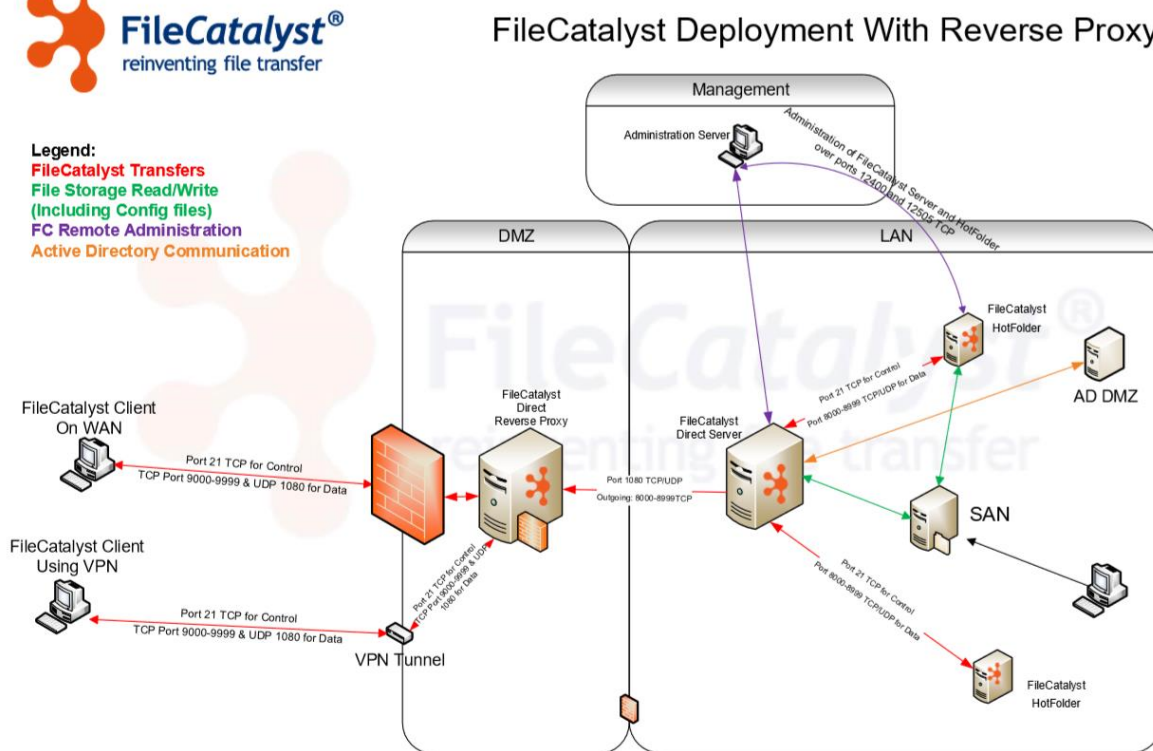 FileCatalyst®
reinventing file transfer
FileCatalyst Deployment With Reverse Proxy
Legend:
FileCatalyst Transfers
File Storage Read/Write
(Including Config files)
FC Remote Administration
Active Directory Communication
Management
Administration Server
Administration of FileCatalyst Server and HotFolder
over ports 12400 and 12505 TCP
DMZ
LAN
FileCatalyst®
reinventing file transfer
FileCatalyst
HotFolder
AD DMZ
Port 21 TCP for Control
Port 8000-8999 TCP/UDP for Data
FileCatalyst
Direct Server
FileCatalyst
Direct
Reverse Proxy
FileCatalyst Client
On WAN
Port 21 TCP for Control
TCP Port 9000-9999 & UDP 1080 for Data
Port 1080 TCP/UDP
Outgoing: 8000-8999TCP
SAN
FileCatalyst Client
Using VPN
Port 21 TCP for Control
TCP Port 9000-9999 & UDP 1080 for Data
Port 21 TCP for Control
TCP Port 9000-9999 & UDP
1080 for Data
VPN Tunnel
Port 21 TCP for Control
Port 8000-8999 TCP/UDP for Data
FileCatalyst
HotFolder